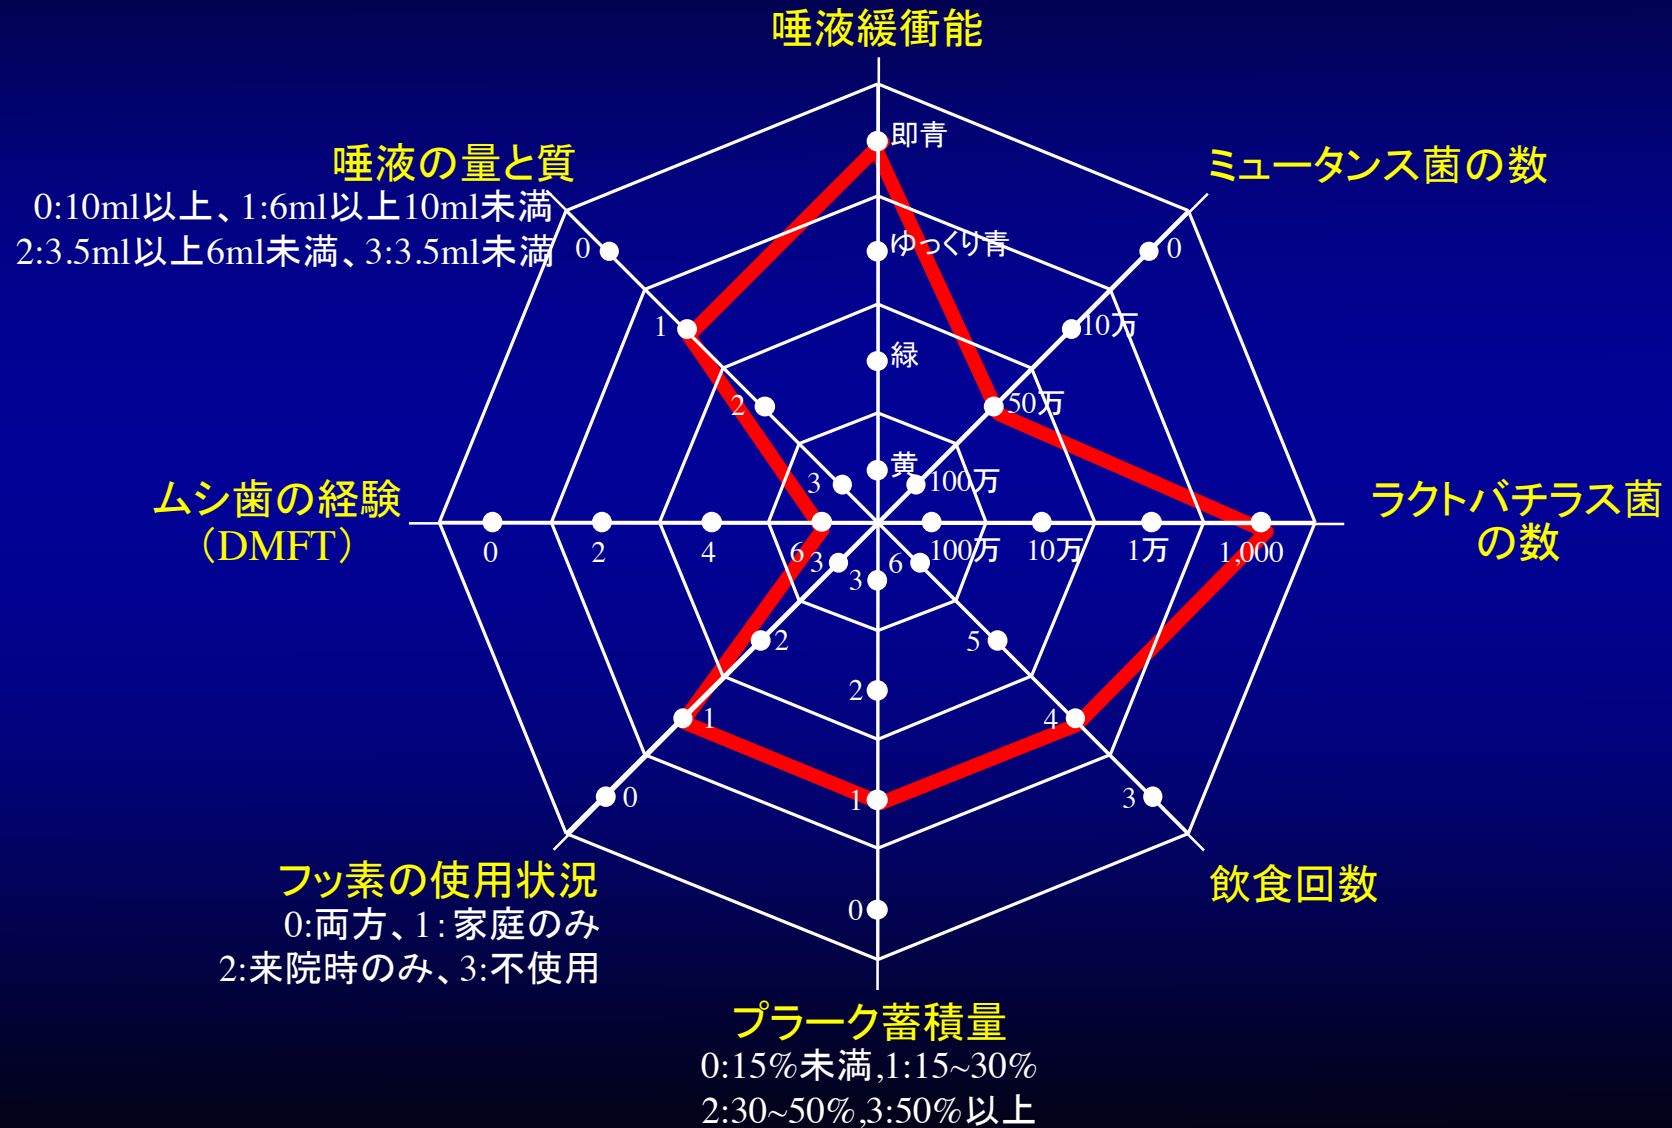 唾液緩衝能
即青
ゆっくり青
緑
黄
ミュータンス菌の数
0
10万
50万
100万
ラクトバチラス菌
の数
100万
10万
1万
1,000
飲食回数
6
5
4
3
プラーク蓄積量
0:15%未満,1:15~30%
2:30~50%,3:50%以上
3
2
1
0
フッ素の使用状況
0:両方、1：家庭のみ
2:来院時のみ、3:不使用
3
2
1
0
ムシ歯の経験
（DMFT）
0
2
4
6
唾液の量と質
0:10ml以上、1:6ml以上10ml未満
2:3.5ml以上6ml未満、3:3.5ml未満
0
1
2
3